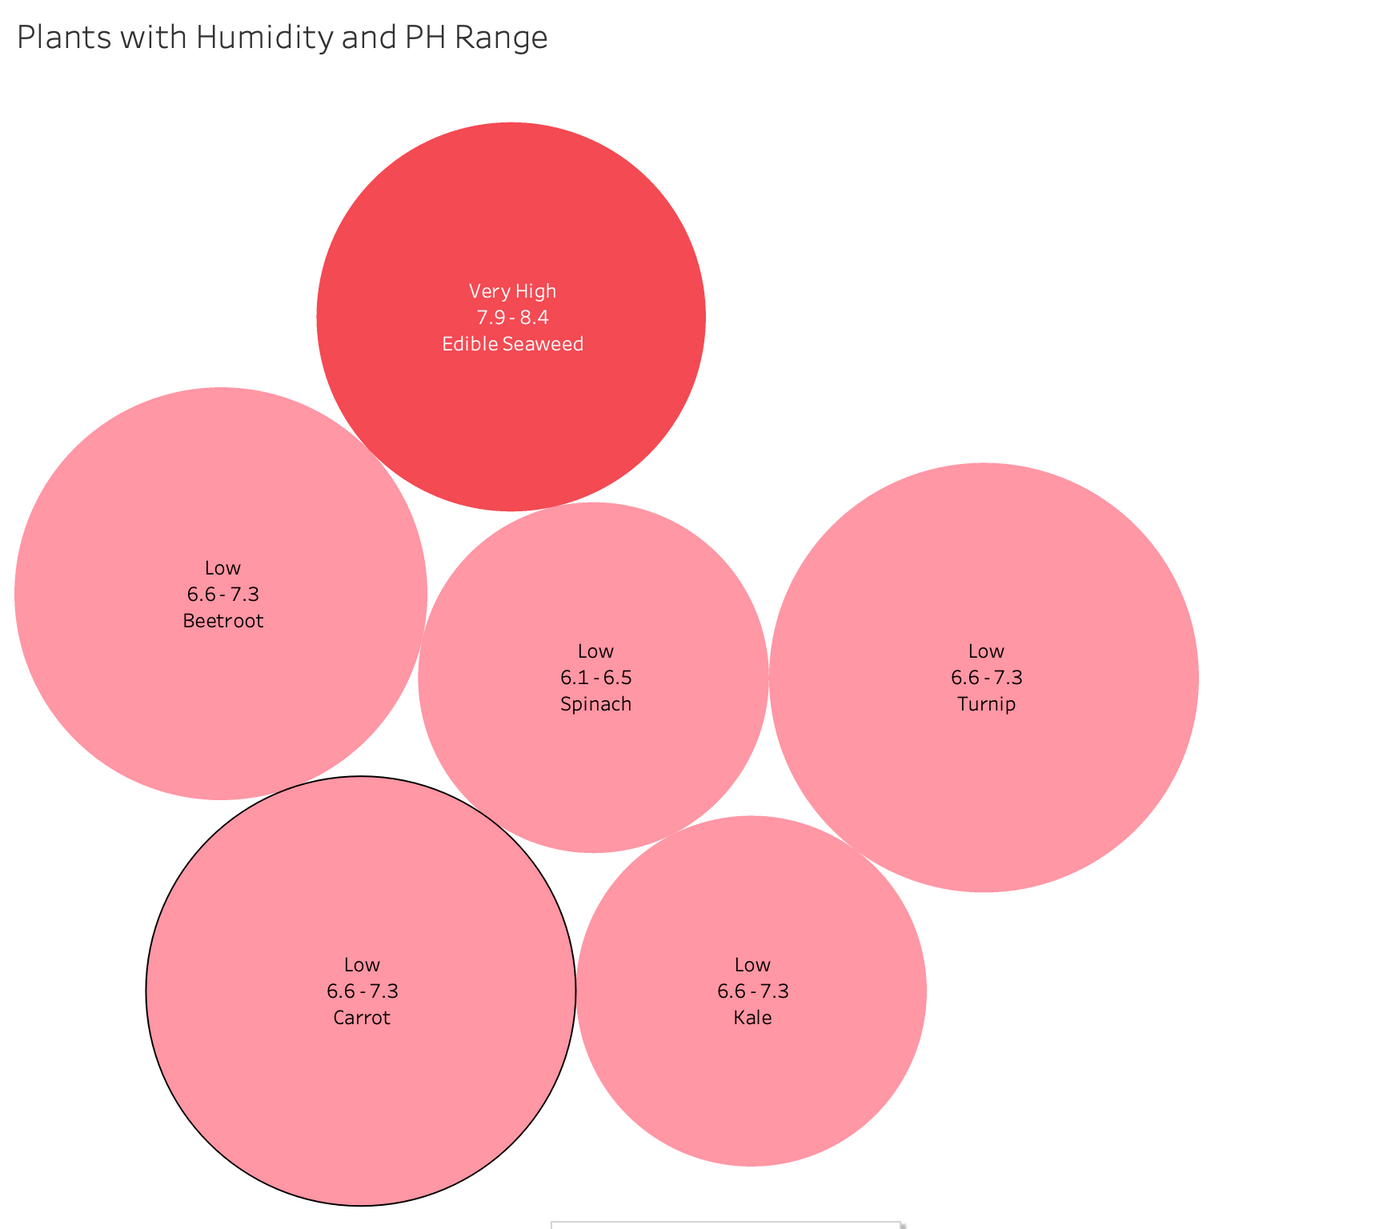 Plants with Humidity and PH Range
Very High
7.9 - 8.4
Edible Seaweed
Low
6.6 - 7.3
Beetroot
Low
6.1 - 6.5
Spinach
Low
6.6 - 7.3
Turnip
Low
6.6 - 7.3
Carrot
Low
6.6 - 7.3
Kale